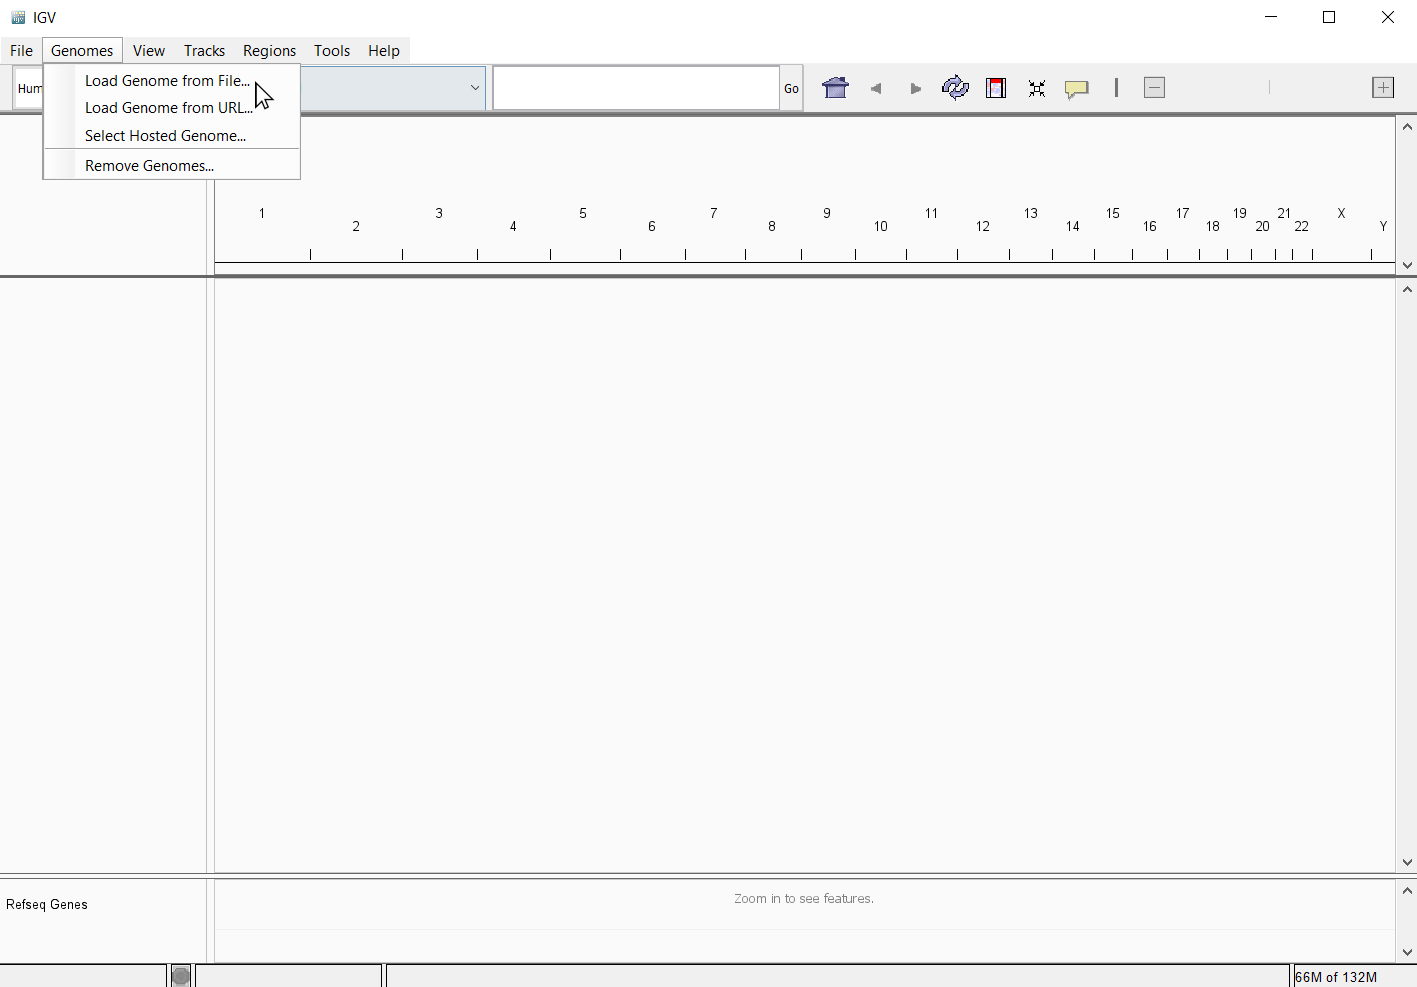 IGV
File Genomes View Tracks Regions Tools Help
Load Genome from File...
Load Genome from URL...
Select Hosted Genome...
Remove Genomes...
Hum
Go
1 2 3 4 5 6 7 8 9 10 11 12 13 14 15 16 17 18 19 20 21 22 X Y
Zoom in to see features.
Refseq Genes
66M of 132M